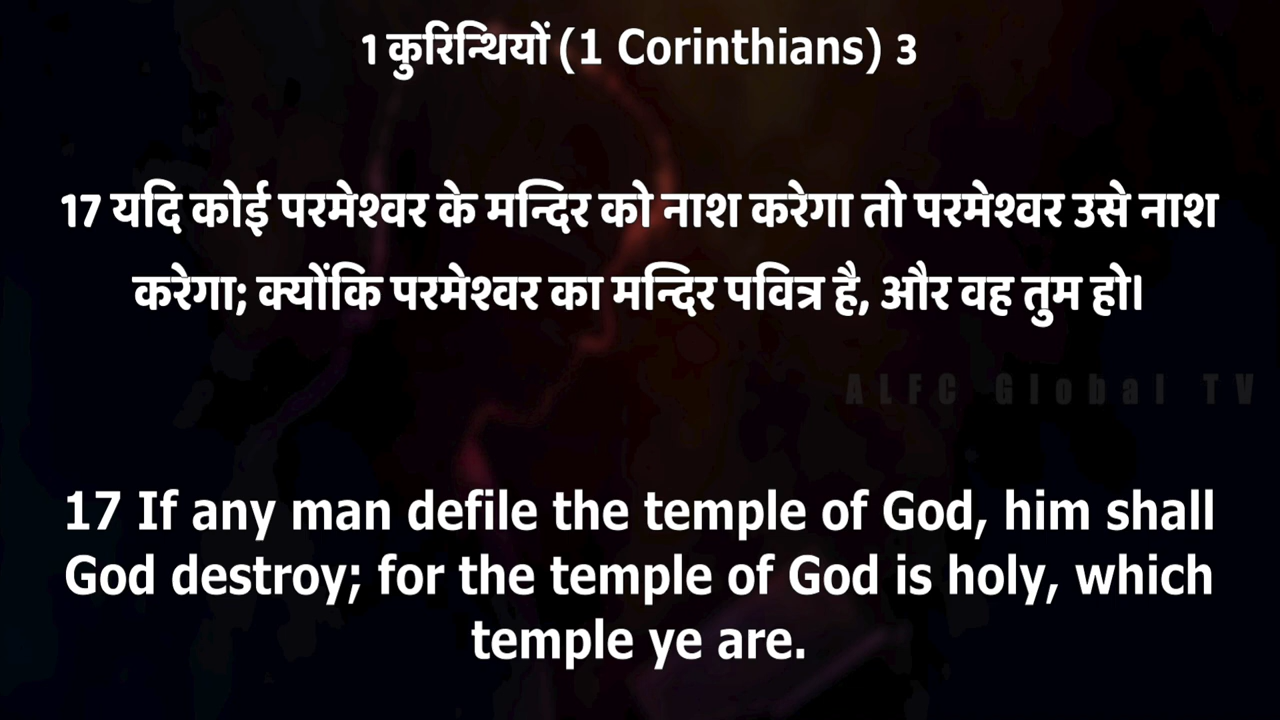 1 कुरिन्थियों (1 Corinthians) 3
17 यदि कोई परमेश्वर के मन्दिर को नाश करेगा तो परमेश्वर उसे नाश
करेगा; क्योंकि परमेश्वर का मन्दिर पवित्र है, और वह तुम हो।
ALFC Global TV
17 If any man defile the temple of God, him shall
God destroy; for the temple of God is holy, which
temple ye are.